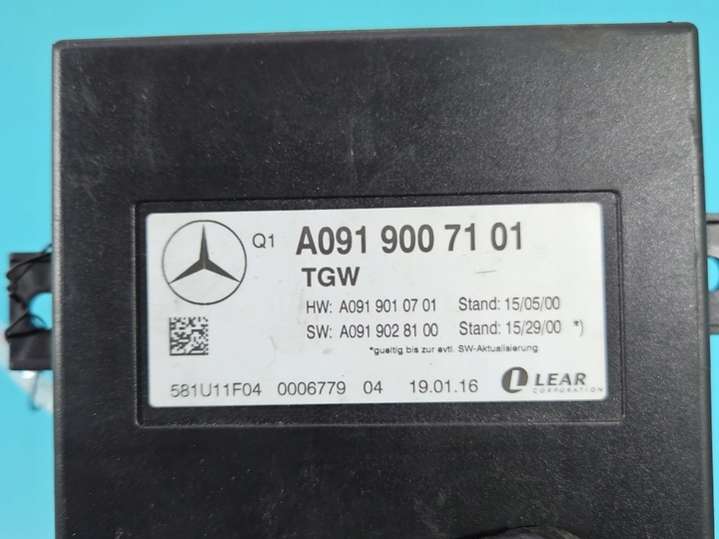 Q1 A091 900 71 01
TGW
HW: A091 901 07 01 Stand: 15/05/00
SW: A091 902 81 00 Stand: 15/29/00 *)
*gueltig bis zur evtl. SW-Aktualisierung
581U11F04 0006779 04 19.01.16 LEAR
CORPORATION